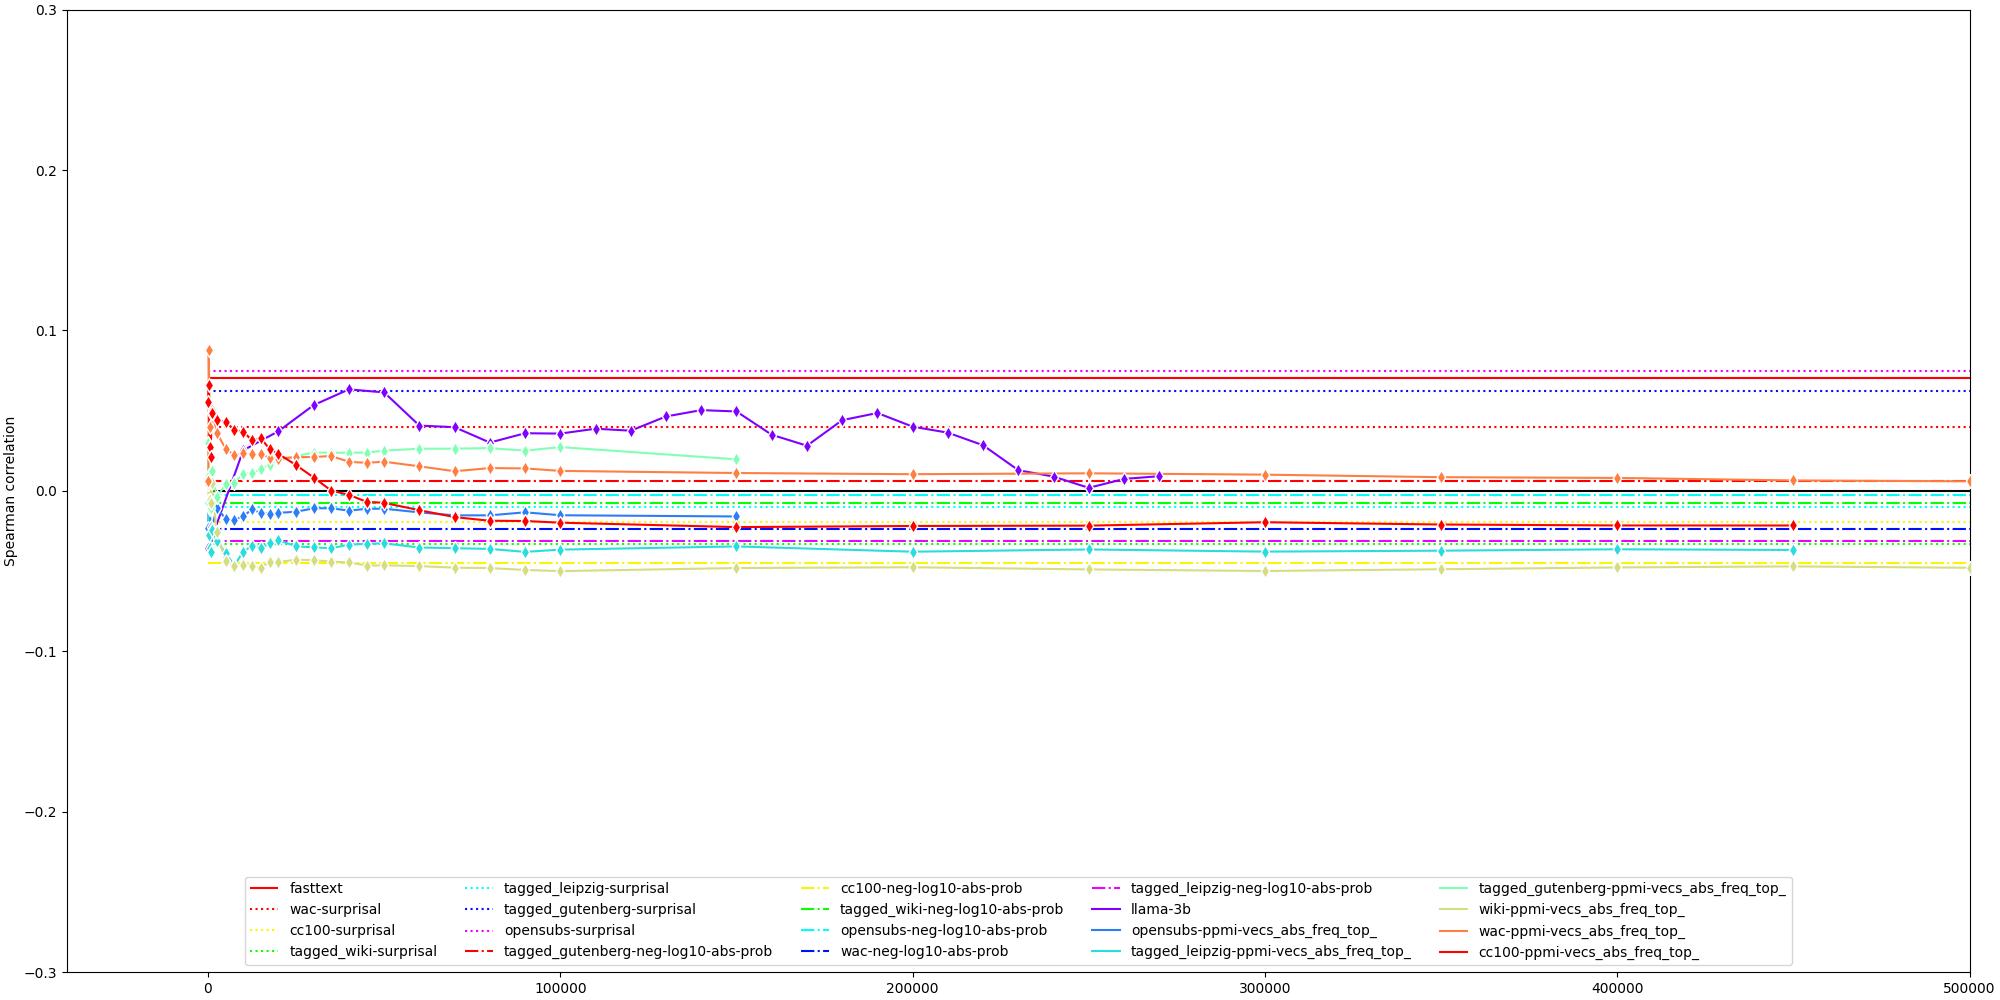 0.3
0.2
0.1
0.0
−0.1
−0.2
−0.3
Spearman correlation
0
100000
200000
300000
400000
500000
fasttext
wac-surprisal
cc100-surprisal
tagged_wiki-surprisal
tagged_leipzig-surprisal
tagged_gutenberg-surprisal
opensubs-surprisal
tagged_gutenberg-neg-log10-abs-prob
cc100-neg-log10-abs-prob
tagged_wiki-neg-log10-abs-prob
opensubs-neg-log10-abs-prob
wac-neg-log10-abs-prob
tagged_leipzig-neg-log10-abs-prob
llama-3b
opensubs-ppmi-vecs_abs_freq_top_
tagged_leipzig-ppmi-vecs_abs_freq_top_
tagged_gutenberg-ppmi-vecs_abs_freq_top_
wiki-ppmi-vecs_abs_freq_top_
wac-ppmi-vecs_abs_freq_top_
cc100-ppmi-vecs_abs_freq_top_